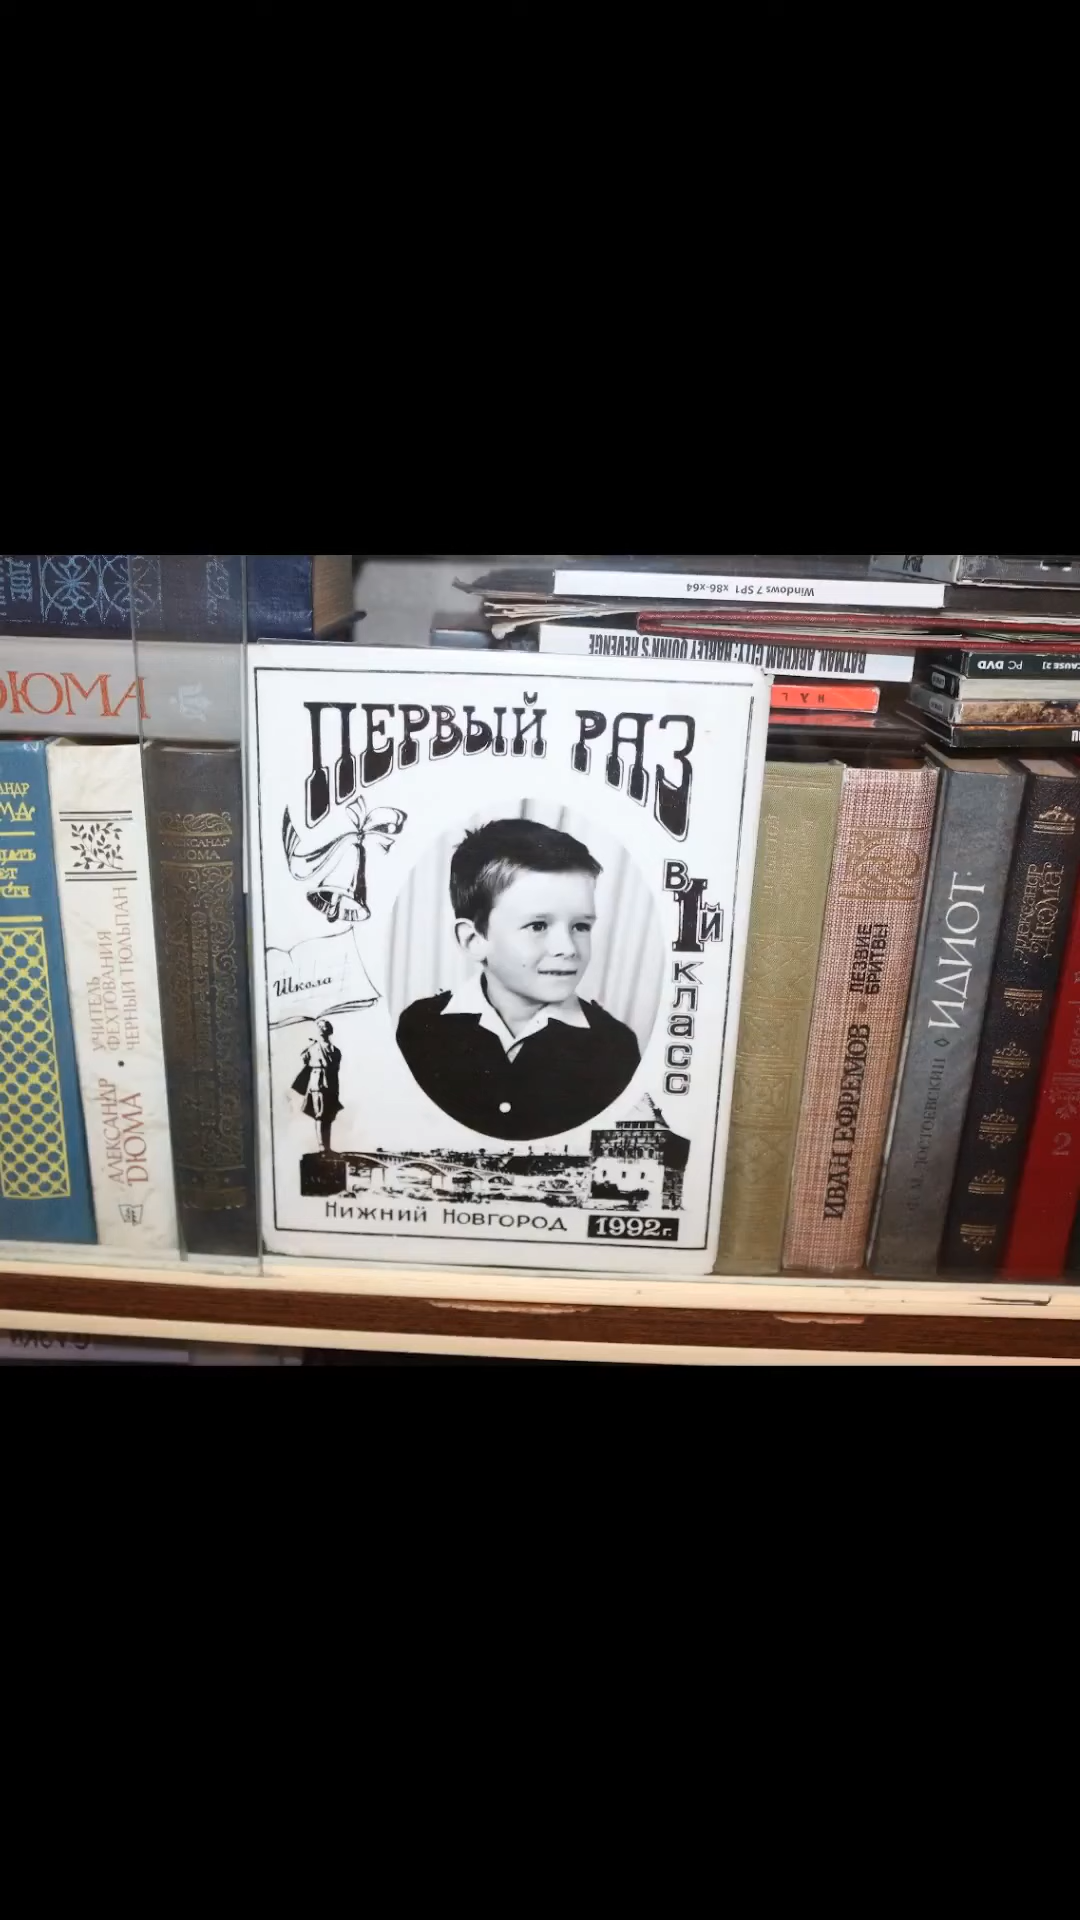 Windows 7 SP1 x86-x64
BATMAN ARKHAM CITY: HARLEY QUINN'S REVENGE
PC DVD
ДЮМА
ПЕРВЫЙ РАЗ
В 1й
класс
Школа
Нижний Новгород
1992г.
УЧИТЕЛЬ
ФЕХТОВАНИЯ
ЧЕРНЫЙ ТЮЛЬПАН
АЛЕКСАНДР
ДЮМА
АЛЕКСАНДР
ДЮМА
ИВАН ЕФРЕМОВ
ЛЕЗВИЕ
БРИТВЫ
Ф.М. ДОСТОЕВСКИЙ
ИДИОТ
Александр
Дюма
2